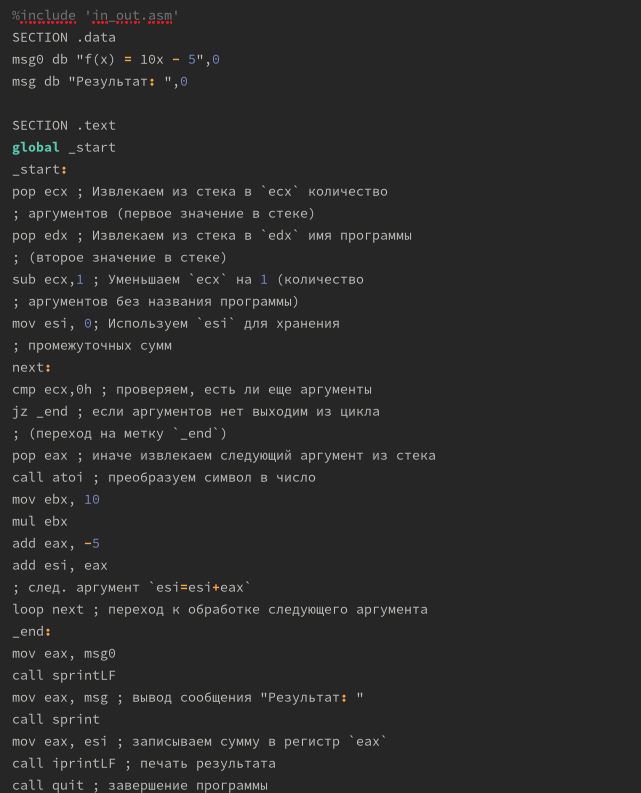 %include 'in_out.asm'
SECTION .data
msg0 db "f(x) = 10x – 5",0
msg db "Результат: ",0
SECTION .text
global _start
_start:
pop ecx ; Извлекаем из стека в `ecx` количество
; аргументов (первое значение в стеке)
pop edx ; Извлекаем из стека в `edx` имя программы
; (второе значение в стеке)
sub ecx,1 ; Уменьшаем `ecx` на 1 (количество
; аргументов без названия программы)
mov esi, 0; Используем `esi` для хранения
; промежуточных сумм
next:
cmp ecx,0h ; проверяем, есть ли еще аргументы
jz _end ; если аргументов нет выходим из цикла
; (переход на метку `_end`)
pop eax ; иначе извлекаем следующий аргумент из стека
call atoi ; преобразуем символ в число
mov ebx, 10
mul ebx
add eax, –5
add esi, eax
; след. аргумент `esi=esi+eax`
loop next ; переход к обработке следующего аргумента
_end:
mov eax, msg0
call sprintLF
mov eax, msg ; вывод сообщения "Результат: "
call sprint
mov eax, esi ; записываем сумму в регистр `eax`
call iprintLF ; печать результата
call quit ; завершение программы